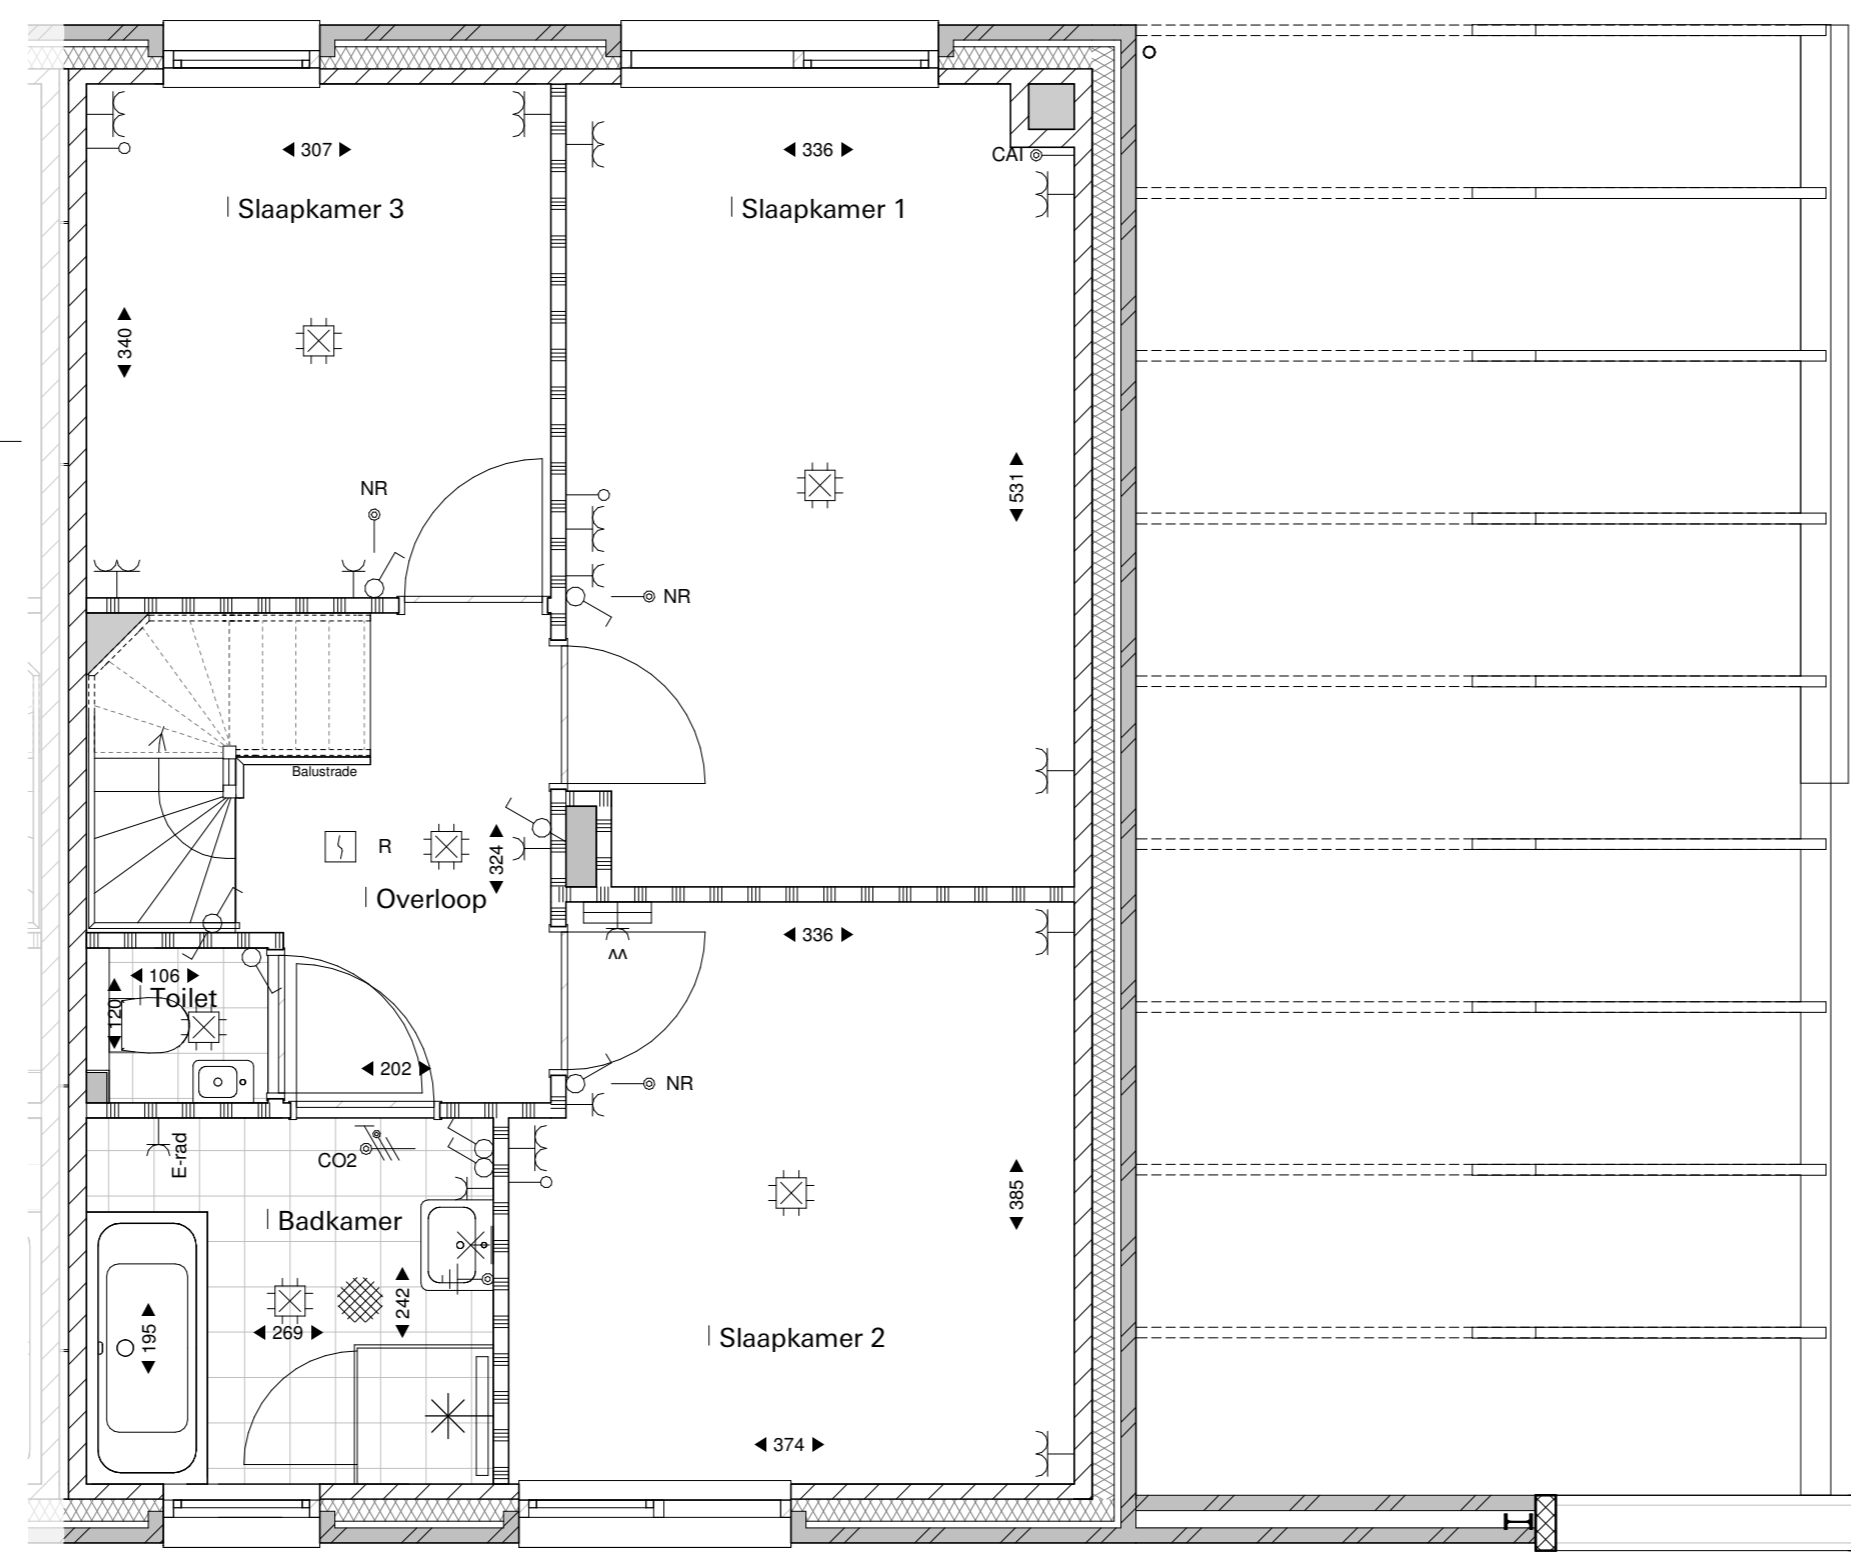 307
336
CAI
Slaapkamer 3
Slaapkamer 1
340
531
NR
NR
Balustrade
R
324
Overloop
336
106
Toilet
120
202
NR
E-rad
CO2
385
Badkamer
242
269
195
Slaapkamer 2
374